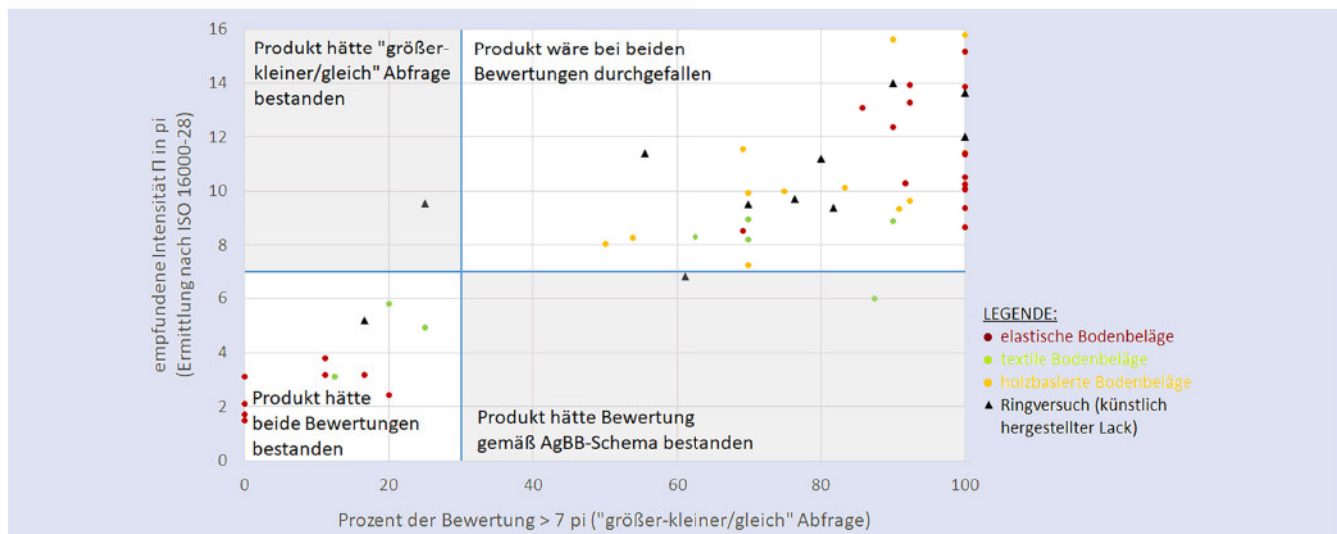 16
14
12
10
8
6
4
2
0
empfundene Intensität Π in pi
(Ermittlung nach ISO 16000-28)
Produkt hätte "größer-
kleiner/gleich" Abfrage
bestanden
Produkt wäre bei beiden
Bewertungen durchgefallen
Produkt hätte
beide Bewertungen
bestanden
Produkt hätte Bewertung
gemäß AgBB-Schema bestanden
0
20
40
60
80
100
Prozent der Bewertung > 7 pi ("größer-kleiner/gleich" Abfrage)
LEGENDE:
elastische Bodenbeläge
textile Bodenbeläge
holzbasierte Bodenbeläge
Ringversuch (künstlich
hergestellter Lack)